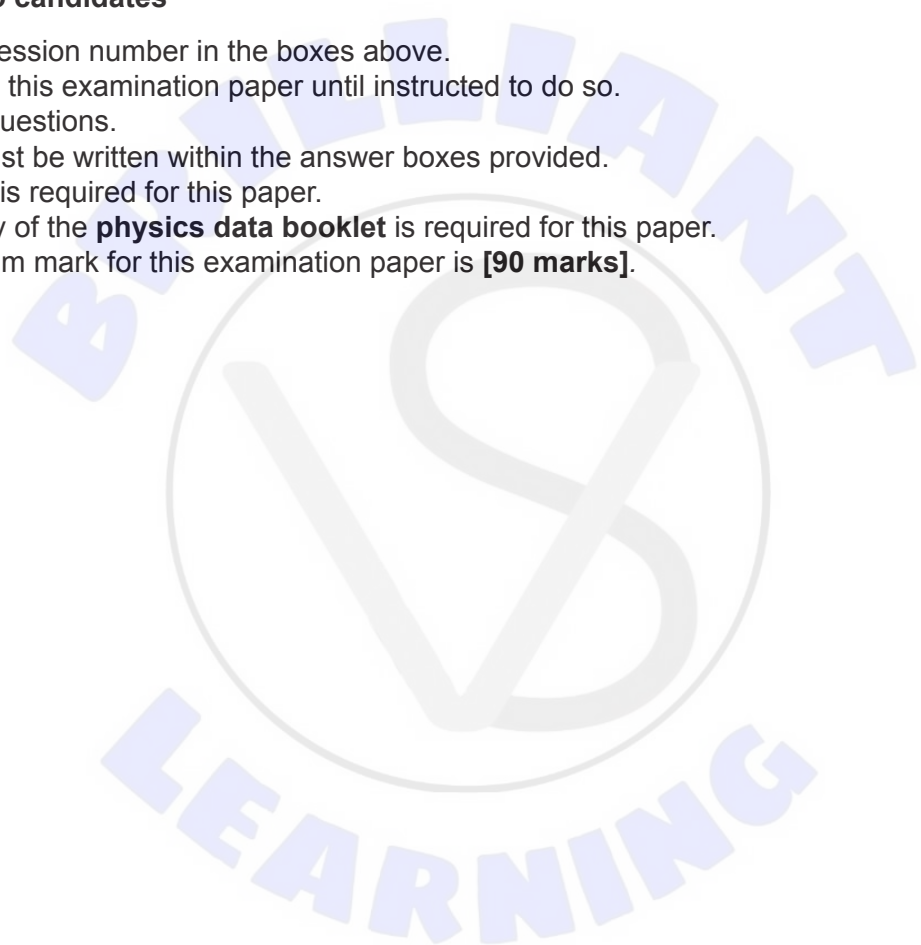 candidates
ession number in the boxes above.
this examination paper until instructed to do so.
uestions.
st be written within the answer boxes provided.
is required for this paper.
y of the physics data booklet is required for this paper.
m mark for this examination paper is [90 marks].
BRILLIANT
VS
LEARNING